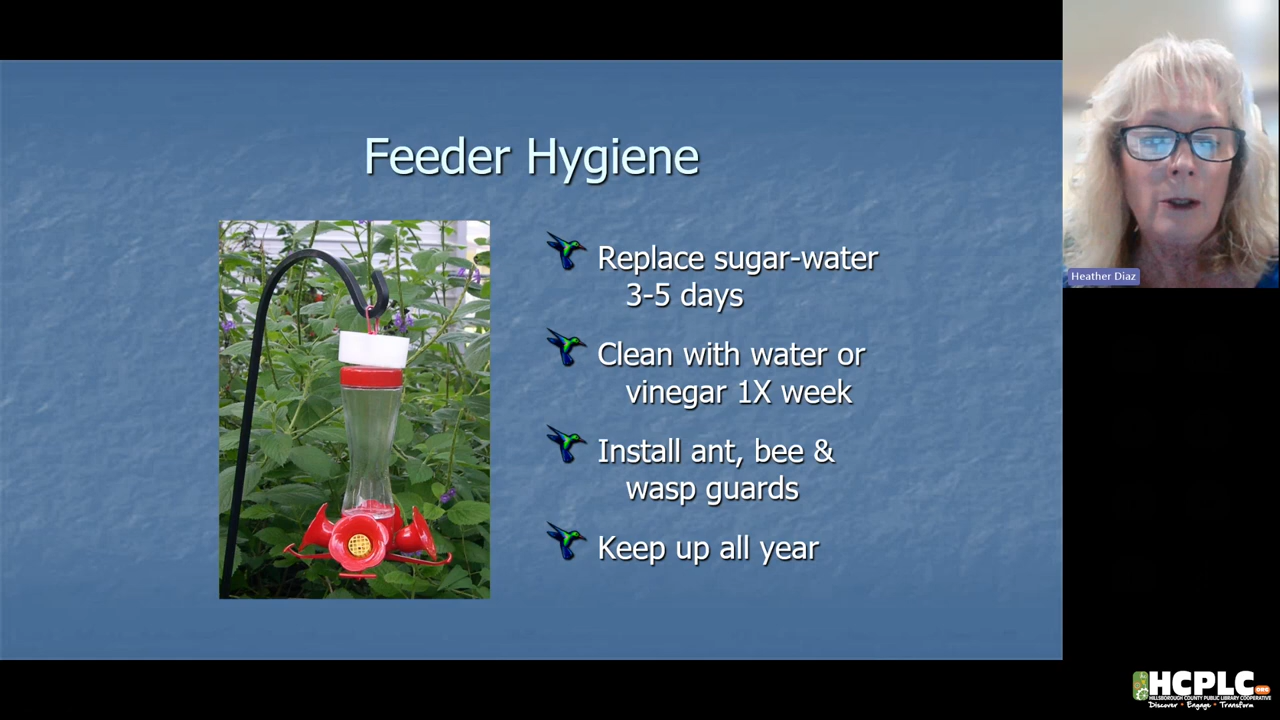 Feeder Hygiene
Replace sugar-water
3-5 days
Clean with water or
vinegar 1X week
Install ant, bee &
wasp guards
Keep up all year
Heather Diaz
HCPLC
HILLSBOROUGH COUNTY PUBLIC LIBRARY COOPERATIVE
Discover • Engage • Transform